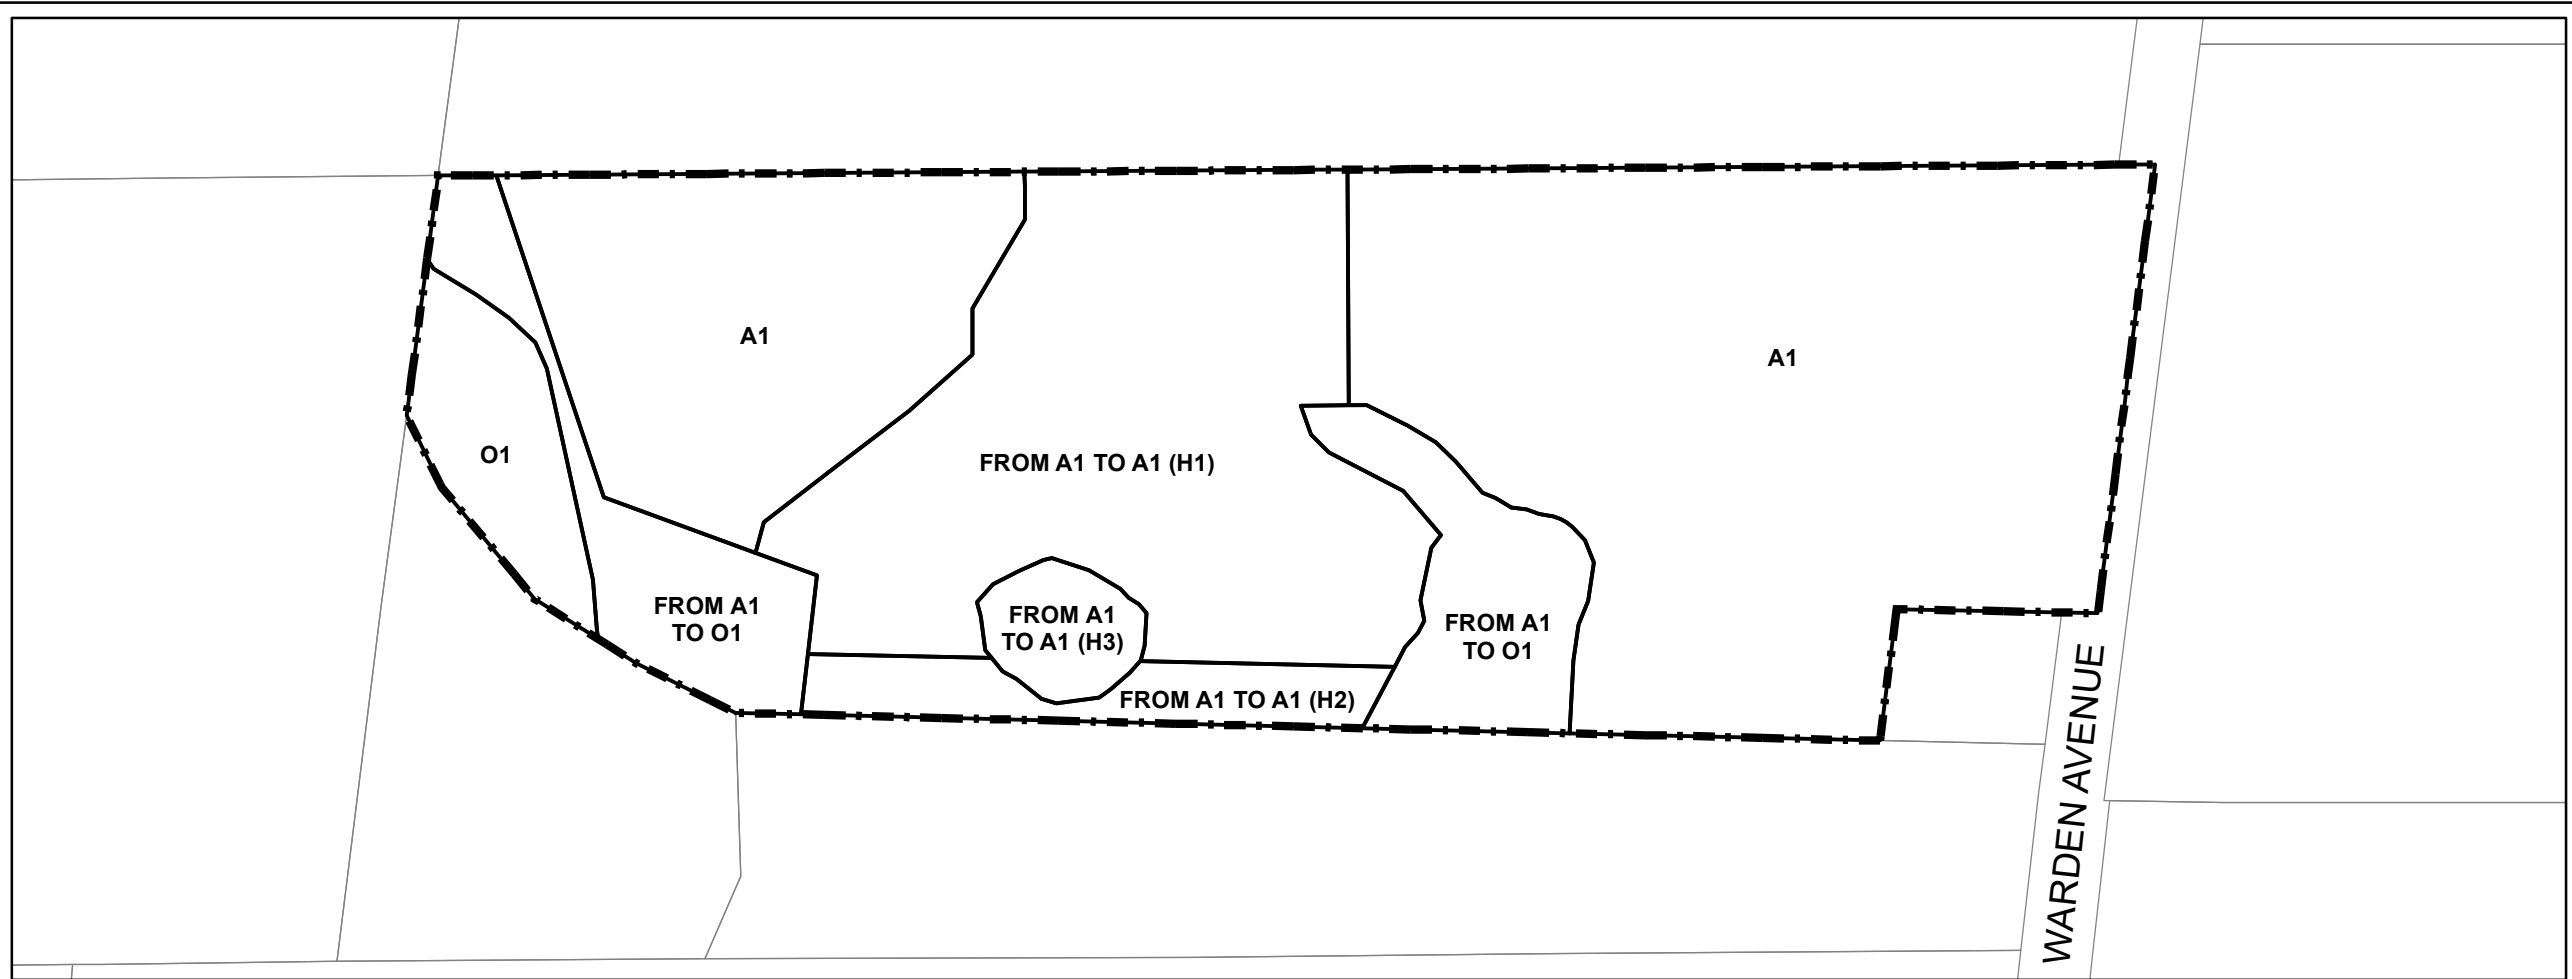 A1
A1
O1
FROM A1 TO A1 (H1)
FROM A1
TO O1
FROM A1
TO A1 (H3)
FROM A1
TO O1
FROM A1 TO A1 (H2)
WARDEN AVENUE